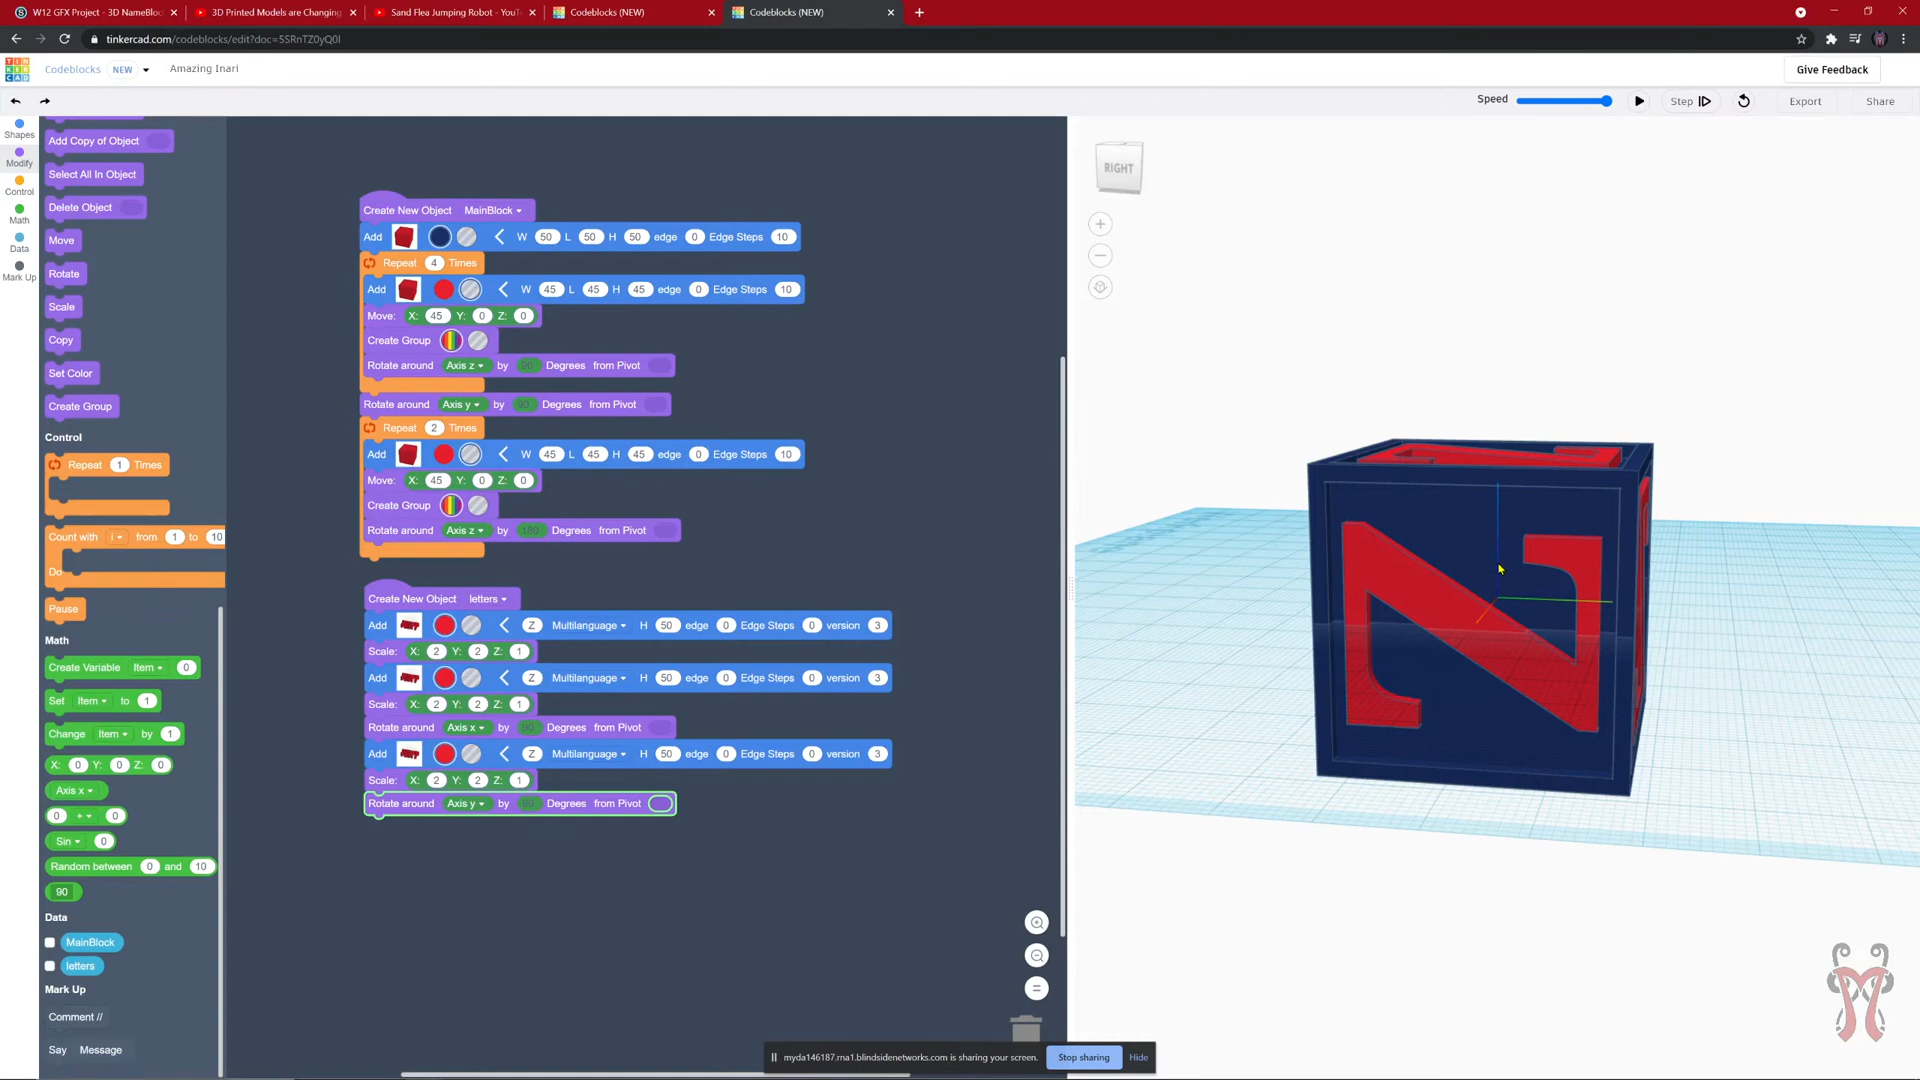 W12 GFX Project - 3D NameBlock
3D Printed Models are Changing
Sand Flea Jumping Robot - YouT
Codeblocks (NEW)
Codeblocks (NEW)
tinkercad.com/codeblocks/edit?doc=5SRnTZ0yQ0I
TIN KER CAD
Codeblocks NEW
Amazing Inari
Give Feedback
Speed
Step
Export
Share
Shapes
Modify
Control
Math
Data
Mark Up
Add Copy of Object
Select All In Object
Delete Object
Move
Rotate
Scale
Copy
Set Color
Create Group
Control
Repeat 1 Times
Count with i from 1 to 10
Do
Pause
Math
Create Variable Item 0
Set Item to 1
Change Item by 1
X: 0 Y: 0 Z: 0
Axis x
0 + 0
Sin 0
Random between 0 and 10
90
Data
MainBlock
letters
Mark Up
Comment //
Say Message
Create New Object MainBlock
Add W 50 L 50 H 50 edge 0 Edge Steps 10
Repeat 4 Times
Add W 45 L 45 H 45 edge 0 Edge Steps 10
Move: X: 45 Y: 0 Z: 0
Create Group
Rotate around Axis z by 90 Degrees from Pivot
Rotate around Axis y by 90 Degrees from Pivot
Repeat 2 Times
Add W 45 L 45 H 45 edge 0 Edge Steps 10
Move: X: 45 Y: 0 Z: 0
Create Group
Rotate around Axis z by 180 Degrees from Pivot
Create New Object letters
Add Z Multilanguage H 50 edge 0 Edge Steps 0 version 3
Scale: X: 2 Y: 2 Z: 1
Add Z Multilanguage H 50 edge 0 Edge Steps 0 version 3
Scale: X: 2 Y: 2 Z: 1
Rotate around Axis x by 90 Degrees from Pivot
Add Z Multilanguage H 50 edge 0 Edge Steps 0 version 3
Scale: X: 2 Y: 2 Z: 1
Rotate around Axis y by 90 Degrees from Pivot
RIGHT
Z
myda146187.rna1.blindsidenetworks.com is sharing your screen.
Stop sharing
Hide